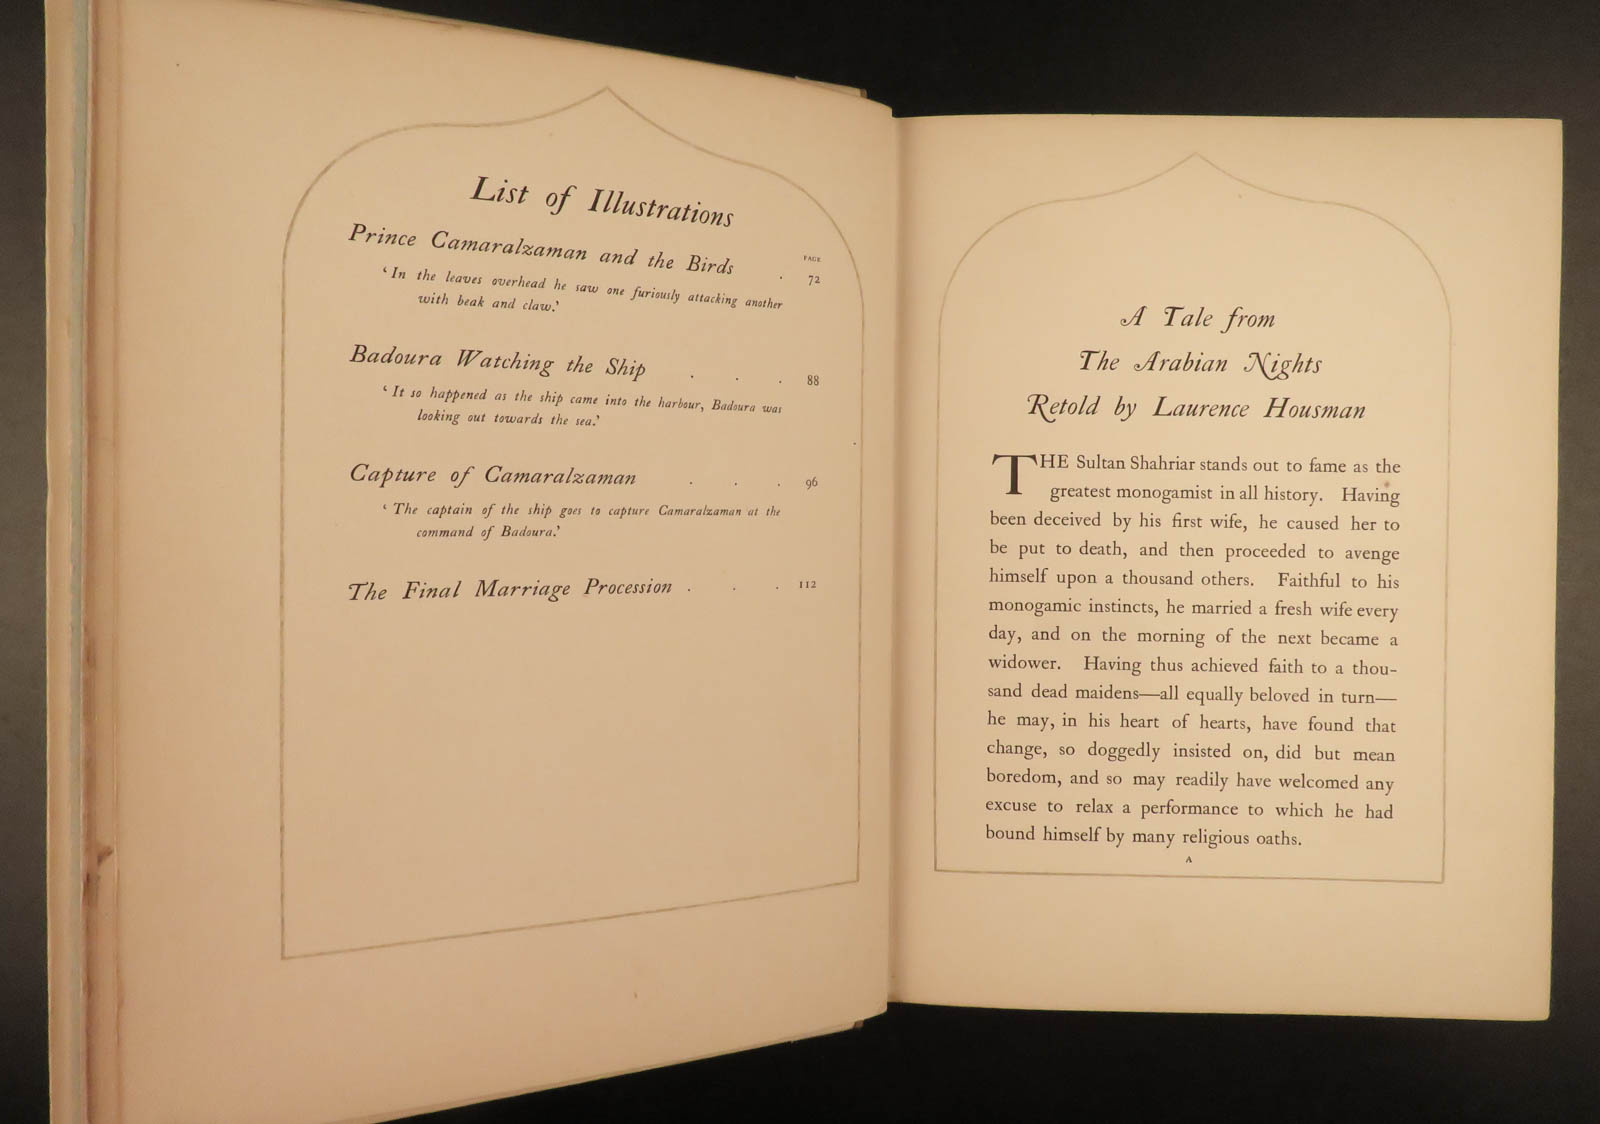 List of Illustrations
PAGE
Prince Camaralzaman and the Birds . 72
‘In the leaves overhead he saw one furiously attacking another
with beak and claw.’
Badoura Watching the Ship . . . 88
‘It so happened as the ship came into the harbour, Badoura was
looking out towards the sea.’
Capture of Camaralzaman . . . 96
‘The captain of the ship goes to capture Camaralzaman at the
command of Badoura.’
The Final Marriage Procession . . . 112
A Tale from
The Arabian Nights
Retold by Laurence Housman
THE Sultan Shahriar stands out to fame as the
greatest monogamist in all history. Having
been deceived by his first wife, he caused her to
be put to death, and then proceeded to avenge
himself upon a thousand others. Faithful to his
monogamic instincts, he married a fresh wife every
day, and on the morning of the next became a
widower. Having thus achieved faith to a thou-
sand dead maidens—all equally beloved in turn—
he may, in his heart of hearts, have found that
change, so doggedly insisted on, did but mean
boredom, and so may readily have welcomed any
excuse to relax a performance to which he had
bound himself by many religious oaths.
A